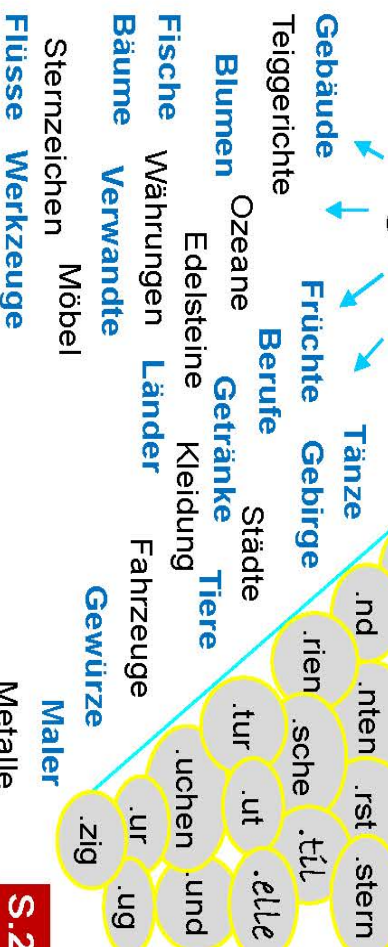 .nd .nten .rst .stern
Tänze
.rien .sche .til
Gebäude Früchte Gebirge
Teiggerichte
Berufe Städte
Ozeane .tur .ut .elle
Blumen Getränke Tiere
Edelsteine Kleidung .uchen .und
Fische Währungen Länder Fahrzeuge .ur .ug
Bäume Verwandte Gewürze
Möbel .zig
Sternzeichen Maler
Flüsse Werkzeuge Metalle S.2